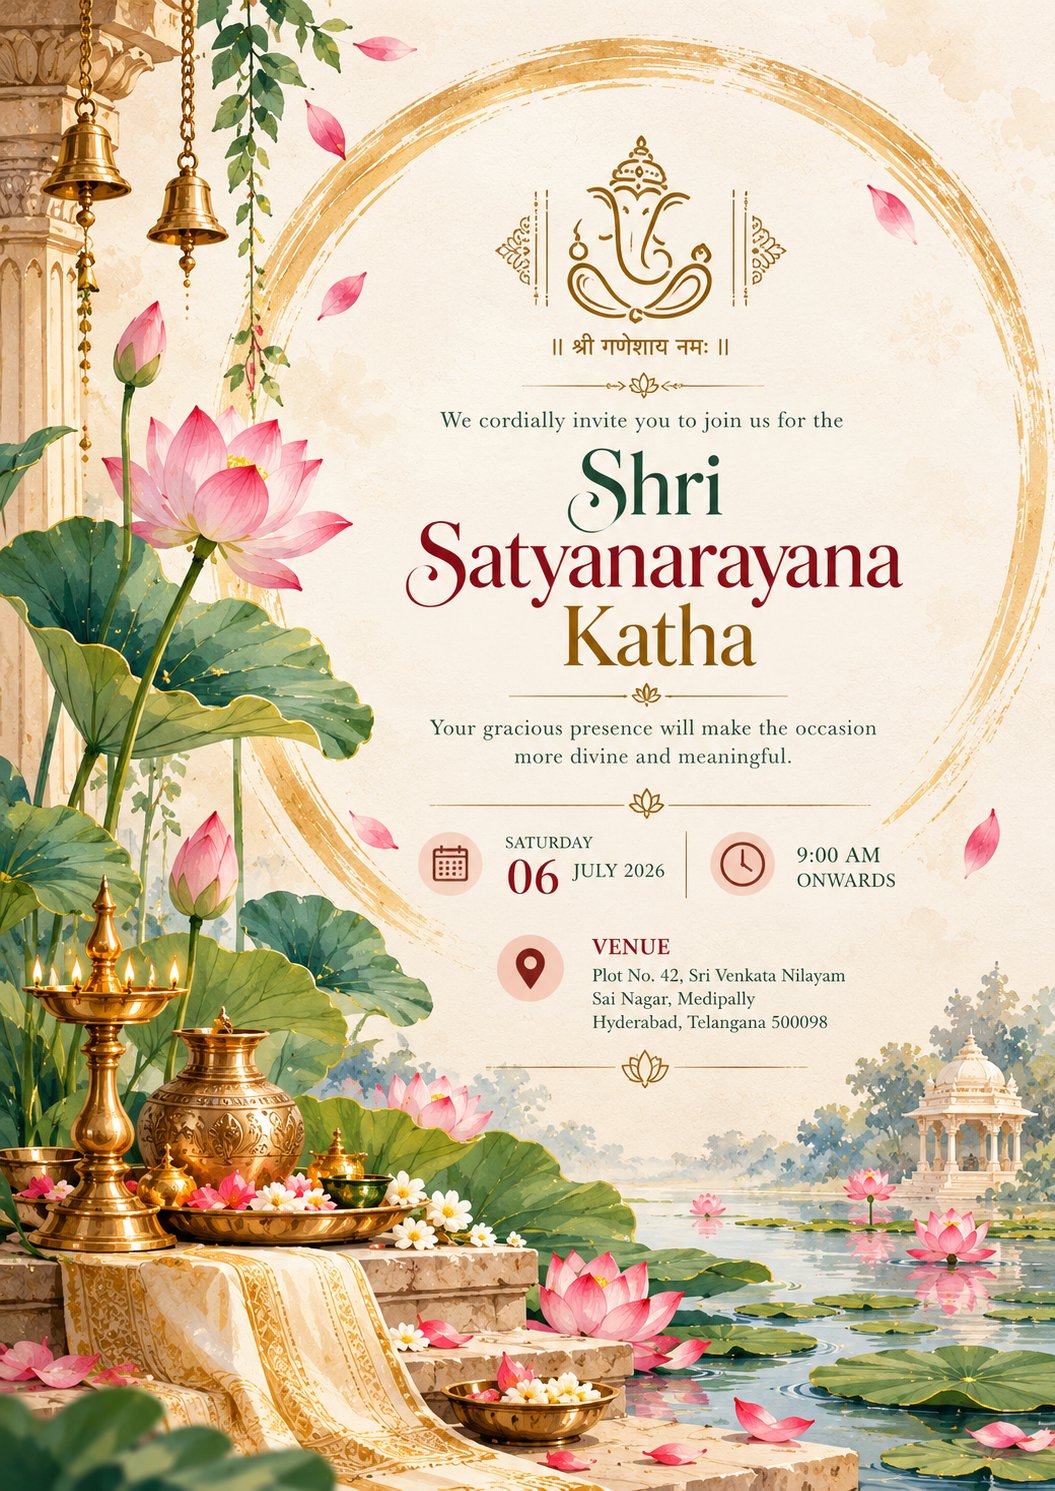 ॥ श्री गणेशाय नमः ॥
We cordially invite you to join us for the
Shri
Satyanarayana
Katha
Your gracious presence will make the occasion
more divine and meaningful.
SATURDAY
06 JULY 2026
9:00 AM
ONWARDS
VENUE
Plot No. 42, Sri Venkata Nilayam
Sai Nagar, Medipally
Hyderabad, Telangana 500098